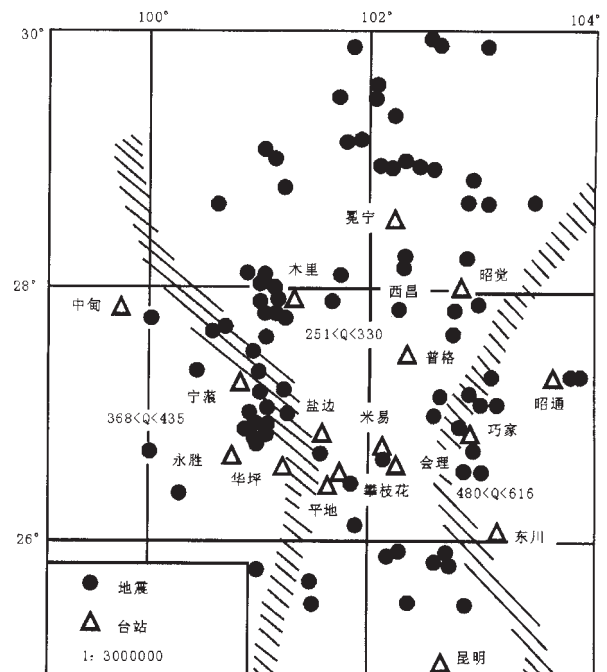 100°
102°
104°
30°
冕宁
木里
昭觉
西昌
28°
中甸
251<Q<330
普格
宁蒗
盐边
昭通
米易
368<Q<435
巧家
永胜
会理
华坪
攀枝花
480<Q<616
平地
东川
26°
地震
台站
1: 3000000
昆明